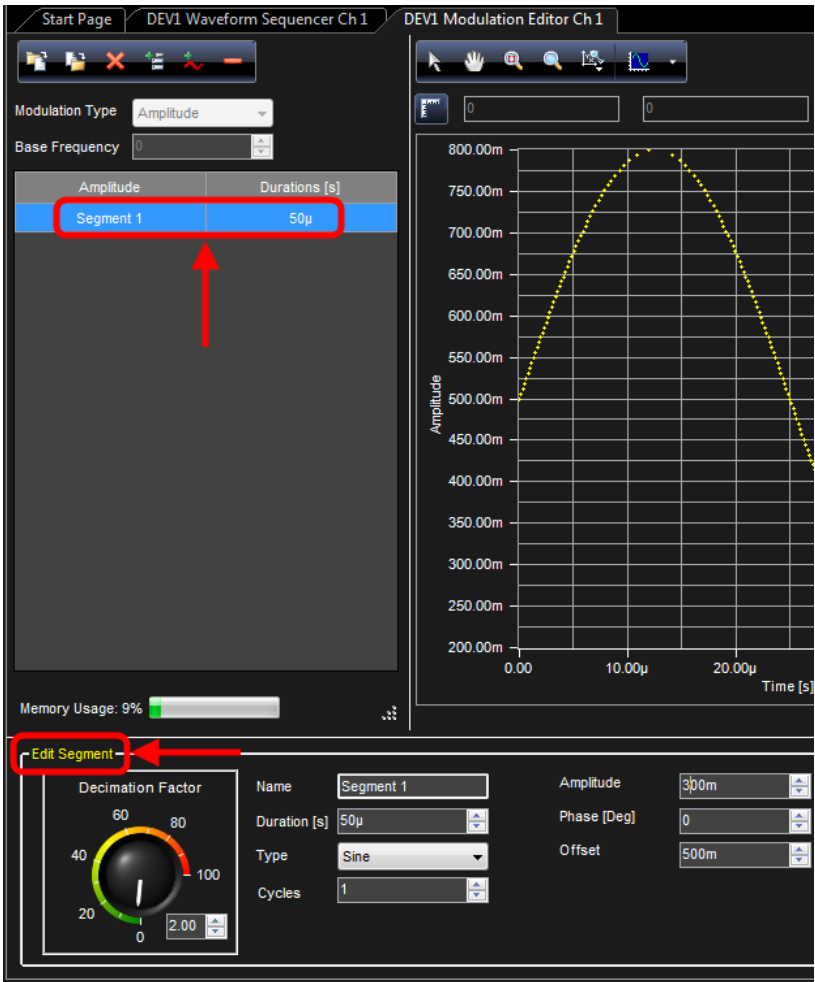 Start Page
DEV1 Waveform Sequencer Ch 1
DEV1 Modulation Editor Ch 1
Modulation Type
Amplitude
Base Frequency
0
Amplitude
Durations [s]
Segment 1
50µ
Memory Usage: 9%
0
0
800.00m
750.00m
700.00m
650.00m
600.00m
550.00m
500.00m
450.00m
400.00m
350.00m
300.00m
250.00m
200.00m
Amplitude
0.00
10.00µ
20.00µ
Time [s]
Edit Segment
Decimation Factor
60
80
40
100
20
0
2.00
Name
Segment 1
Duration [s]
50µ
Type
Sine
Cycles
1
Amplitude
300m
Phase [Deg]
0
Offset
500m